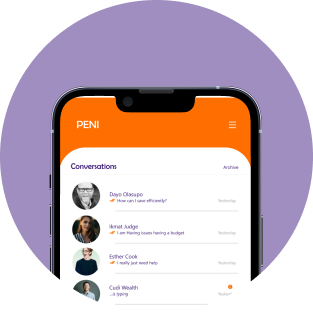 PENI
Conversations
Archive
Dayo Olasupo
How can I save efficiently?
Yesterday
Ikmat Judge
I am Having issues having a budget
Yesterday
Esther Cook
I really just need help
Yesterday
Cudi Wealth
...is typing